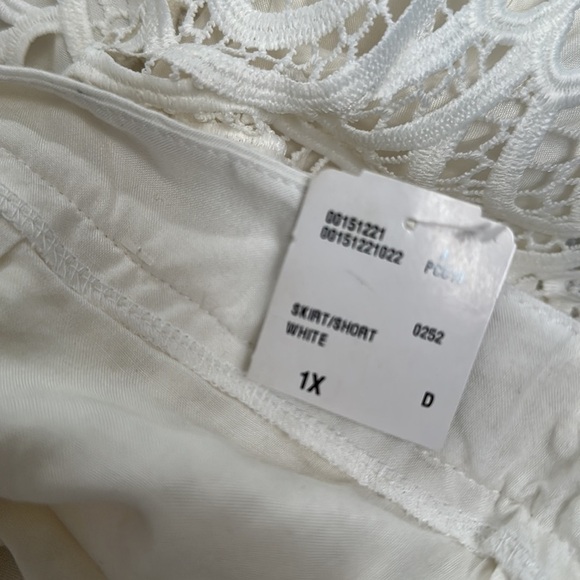 00151221
00151221022
SKIRT/SHORT 0252
WHITE
1X D